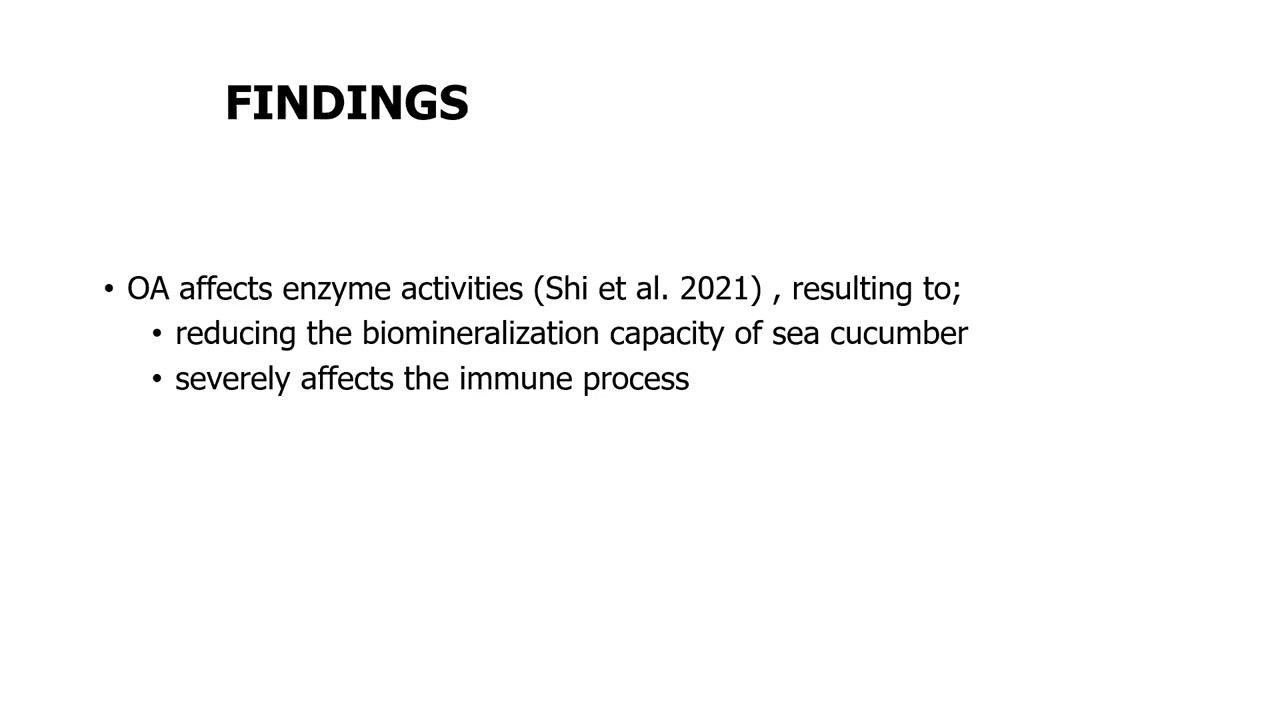 FINDINGS
• OA affects enzyme activities (Shi et al. 2021) , resulting to;
• reducing the biomineralization capacity of sea cucumber
• severely affects the immune process